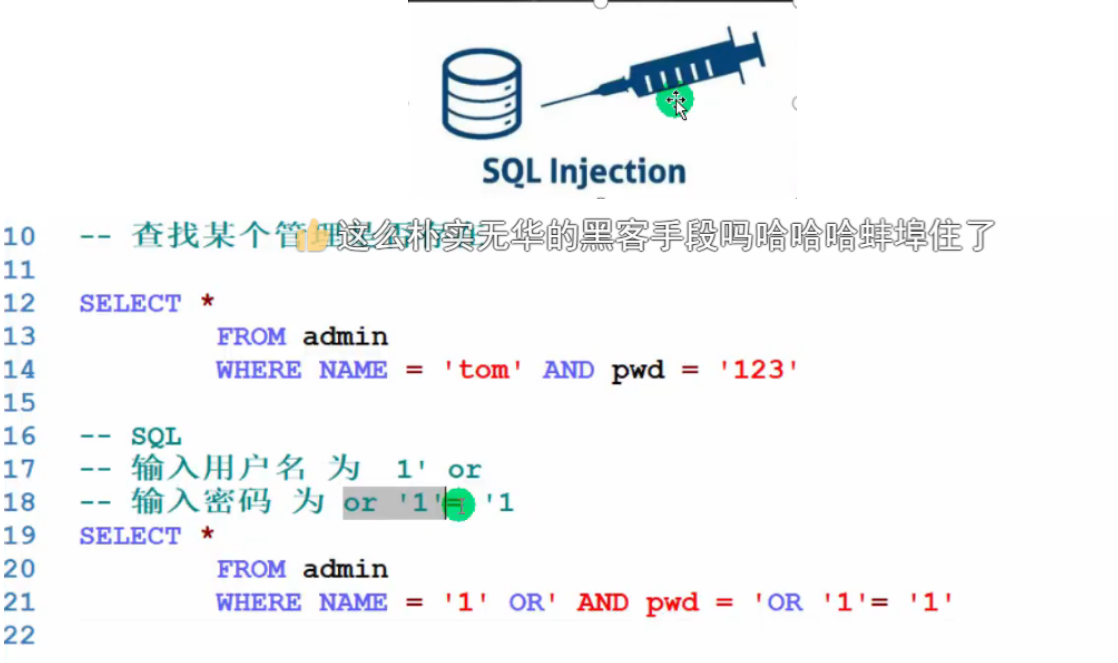 SQL Injection
10 -- 查找某个管
👍这么朴实无华的黑客手段吗哈哈哈蚌埠住了
11
12 SELECT *
13 FROM admin
14 WHERE NAME = 'tom' AND pwd = '123'
15
16 -- SQL
17 -- 输入用户名 为 1' or
18 -- 输入密码 为 or '1'= '1
19 SELECT *
20 FROM admin
21 WHERE NAME = '1' OR' AND pwd = 'OR '1'= '1'
22